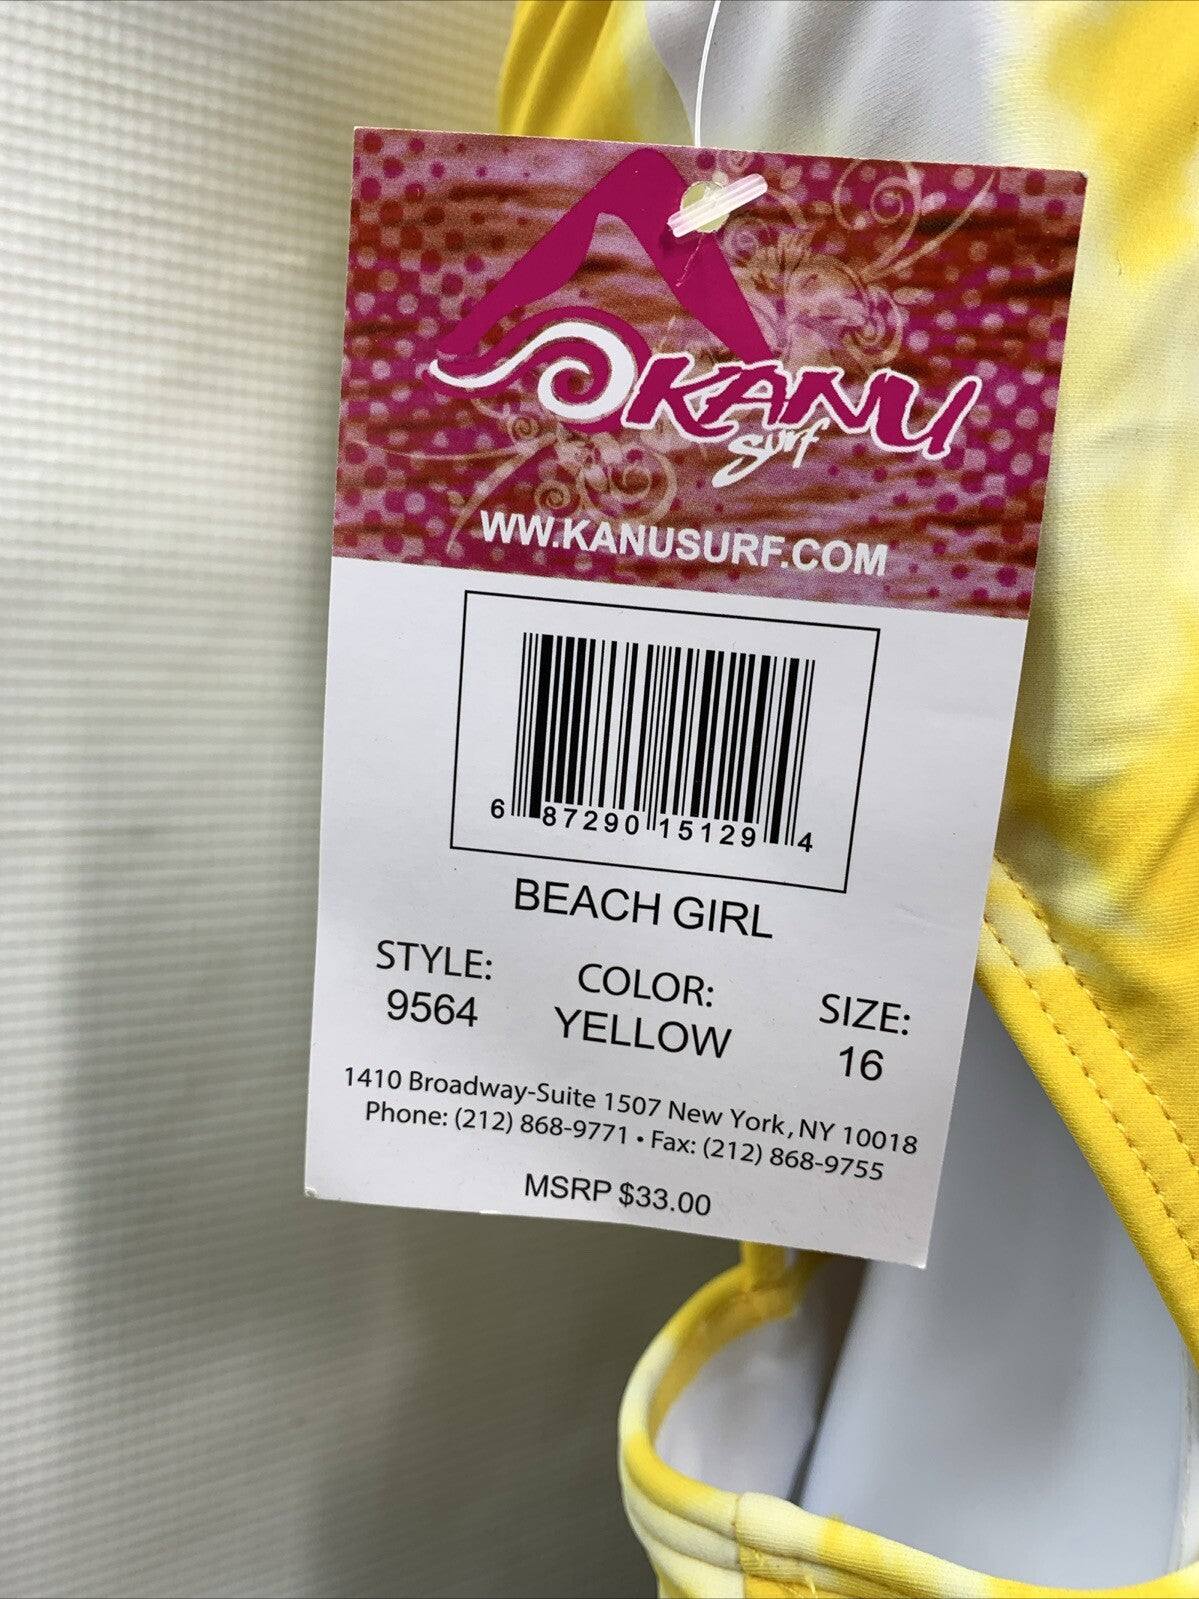 KANU
Surf
WW.KANUSURF.COM
6 87290 15129 4
BEACH GIRL
STYLE: COLOR: SIZE:
9564 YELLOW 16
1410 Broadway-Suite 1507 New York, NY 10018
Phone: (212) 868-9771 • Fax: (212) 868-9755
MSRP $33.00